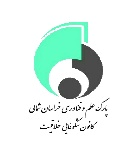 پارک علم و فناوری خراسان شمالی
کانون شکوفایی خلاقیت